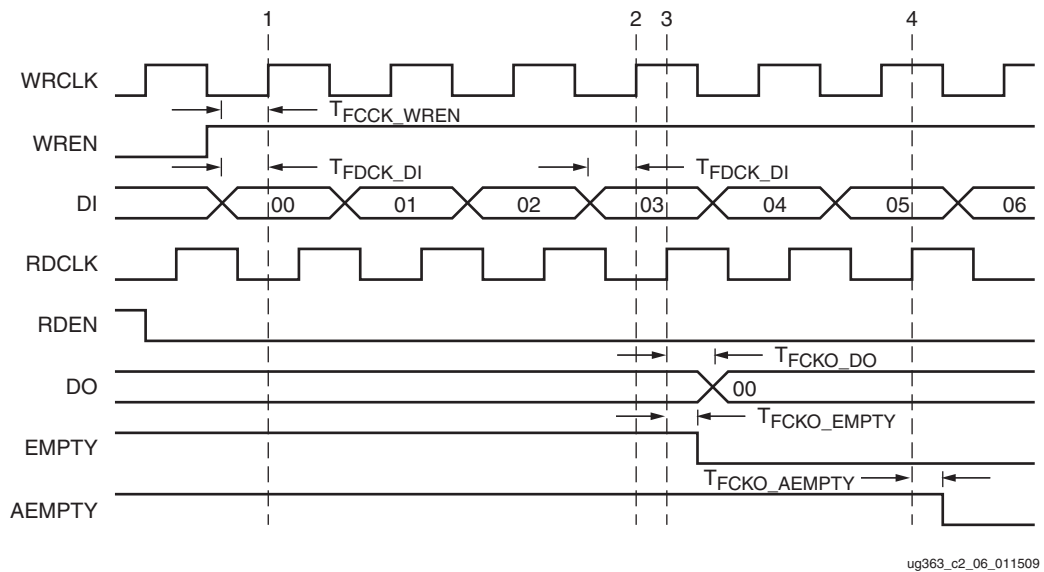 1 2 3 4
WRCLK
TFCCK_WREN
WREN
TFDCK_DI TFDCK_DI
DI 00 01 02 03 04 05 06
RDCLK
RDEN
TFCKO_DO
DO 00
TFCKO_EMPTY
EMPTY
TFCKO_AEMPTY
AEMPTY
ug363_c2_06_011509